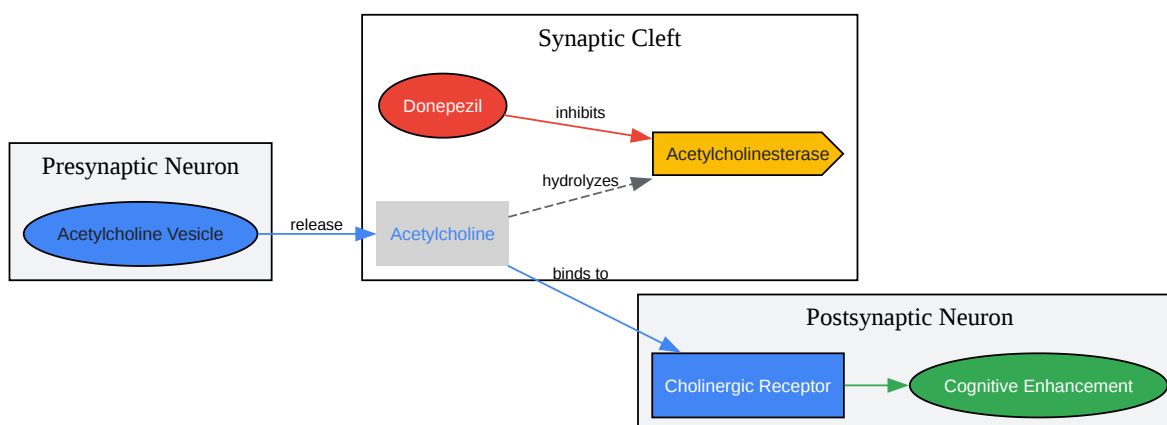 Synaptic Cleft
Donepezil
inhibits
Acetylcholinesterase
Presynaptic Neuron
hydrolyzes
Acetylcholine Vesicle
release
Acetylcholine
binds to
Postsynaptic Neuron
Cholinergic Receptor
Cognitive Enhancement